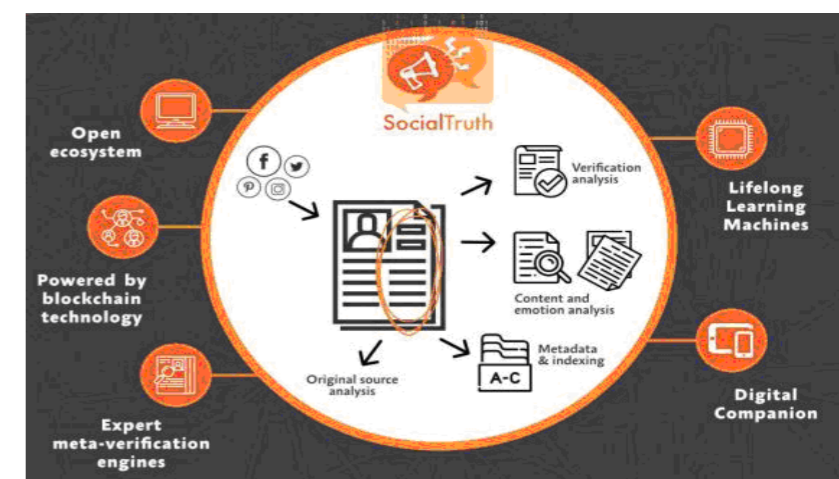 SocialTruth
Open
ecosystem
Powered by
blockchain
technology
Expert
meta-verification
engines
f
Verification
analysis
Content and
emotion analysis
Metadata
& indexing
A-C
Original source
analysis
Lifelong
Learning
Machines
Digital
Companion